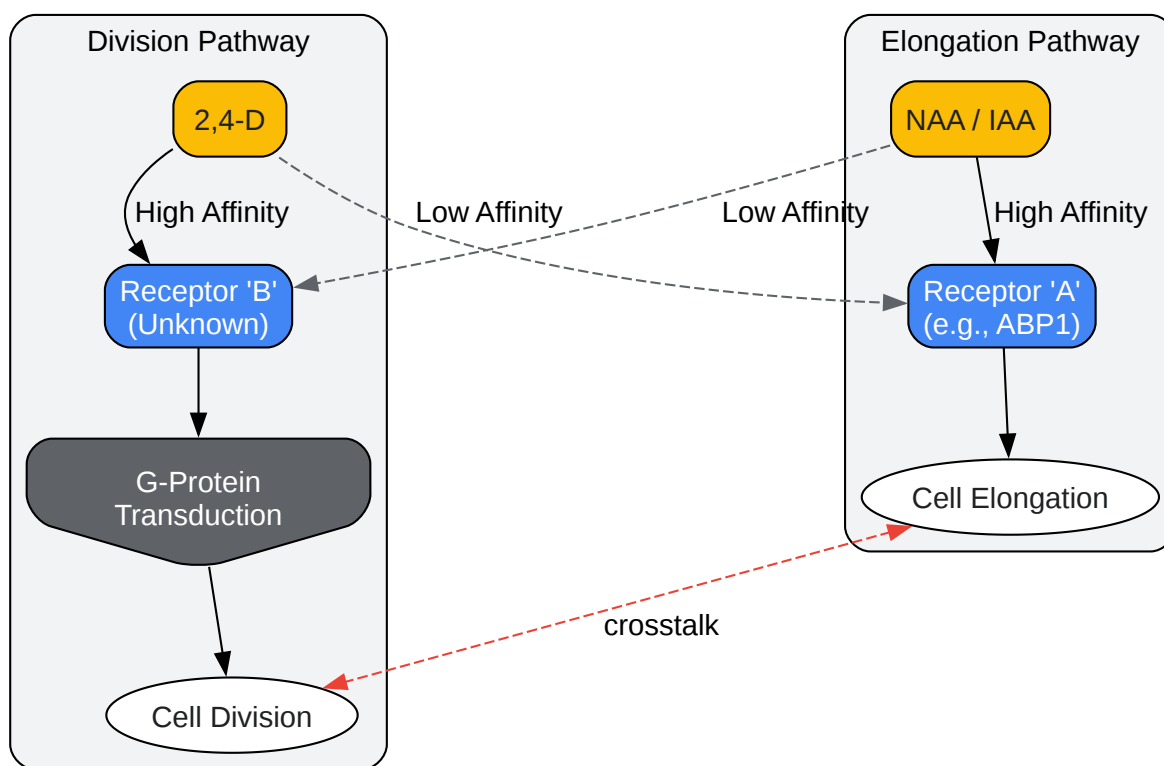 Division Pathway
Elongation Pathway
2,4-D
NAA / IAA
High Affinity
Low Affinity
Low Affinity
High Affinity
Receptor 'B'
(Unknown)
Receptor 'A'
(e.g., ABP1)
G-Protein
Transduction
Cell Elongation
crosstalk
Cell Division